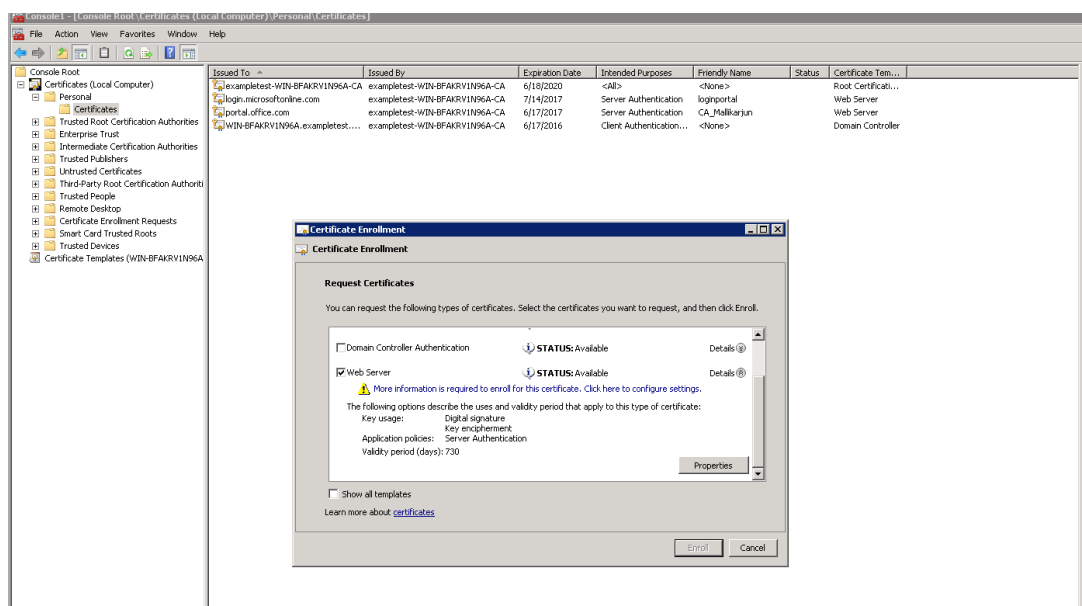 Console1 - [Console Root\Certificates (Local Computer)\Personal\Certificates]
File Action View Favorites Window Help
Console Root
Certificates (Local Computer)
Personal
Certificates
Trusted Root Certification Authorities
Enterprise Trust
Intermediate Certification Authorities
Trusted Publishers
Untrusted Certificates
Third-Party Root Certification Authoriti
Trusted People
Remote Desktop
Certificate Enrollment Requests
Smart Card Trusted Roots
Trusted Devices
Certificate Templates (WIN-BFAKRV1N96A
Issued To Issued By Expiration Date Intended Purposes Friendly Name Status Certificate Tem...
exampletest-WIN-BFAKRV1N96A-CA exampletest-WIN-BFAKRV1N96A-CA 6/18/2020 <All> <None> Root Certificati...
login.microsoftonline.com exampletest-WIN-BFAKRV1N96A-CA 7/14/2017 Server Authentication loginportal Web Server
portal.office.com exampletest-WIN-BFAKRV1N96A-CA 6/17/2017 Server Authentication CA_Mallikarjun Web Server
WIN-BFAKRV1N96A.exampletest.... exampletest-WIN-BFAKRV1N96A-CA 6/17/2016 Client Authentication... <None> Domain Controller
Certificate Enrollment
Certificate Enrollment
Request Certificates
You can request the following types of certificates. Select the certificates you want to request, and then click Enroll.
Domain Controller Authentication STATUS: Available Details
Web Server STATUS: Available Details
More information is required to enroll for this certificate. Click here to configure settings.
The following options describe the uses and validity period that apply to this type of certificate:
Key usage: Digital signature
Key encipherment
Application policies: Server Authentication
Validity period (days): 730
Properties
Show all templates
Learn more about certificates
Enroll Cancel